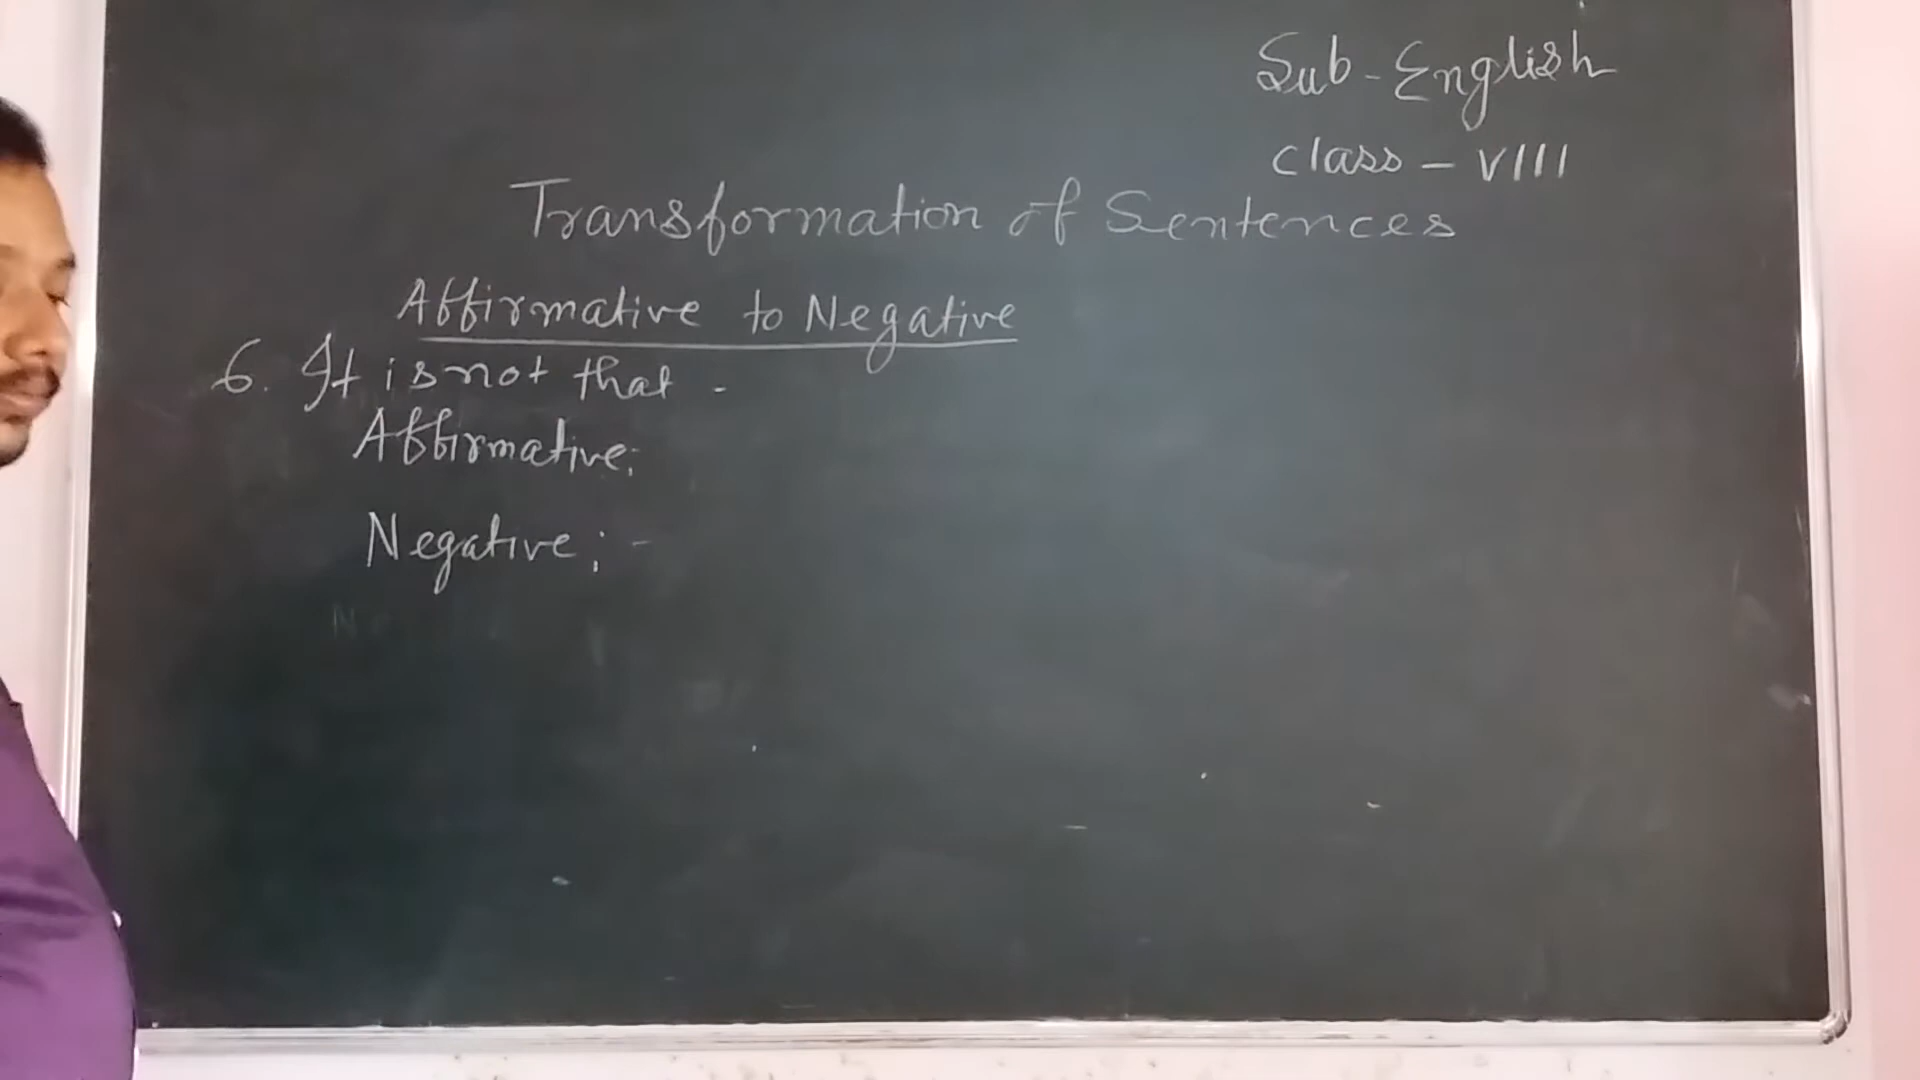 Sub - English
Class - VIII
Transformation of Sentences
Affirmative to Negative
6. It is not that -
Affirmative:
Negative: -